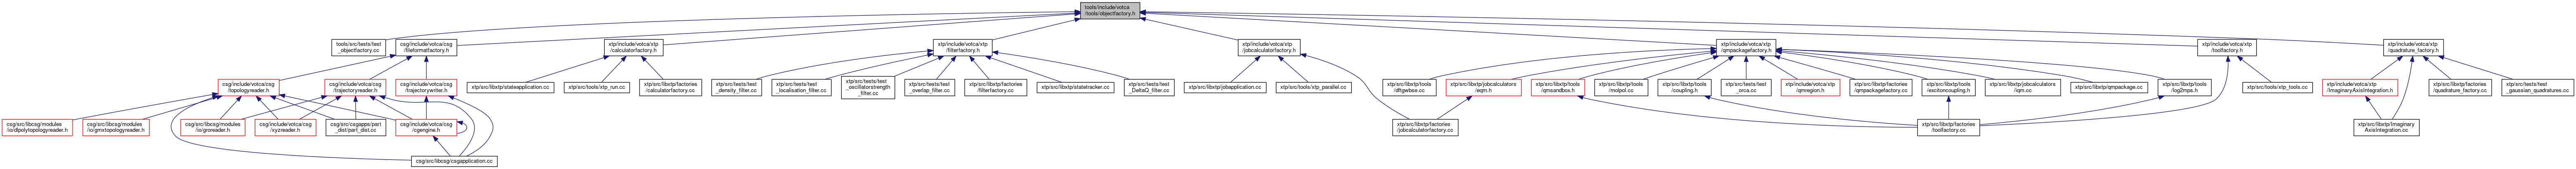 tools/include/votca
/tools/objectfactory.h
tools/src/tests/test
_objectfactory.cc
csg/include/votca/csg
/fileformatfactory.h
xtp/include/votca/xtp
/calculatorfactory.h
xtp/include/votca/xtp
/filterfactory.h
xtp/include/votca/xtp
/jobcalculatorfactory.h
xtp/include/votca/xtp
/qmpackagefactory.h
xtp/include/votca/xtp
/toolfactory.h
xtp/include/votca/xtp
/quadrature_factory.h
csg/include/votca/csg
/topologyreader.h
csg/include/votca/csg
/trajectoryreader.h
csg/include/votca/csg
/trajectorywriter.h
xtp/src/libxtp/stateapplication.cc
xtp/src/tools/xtp_run.cc
xtp/src/libxtp/factories
/calculatorfactory.cc
xtp/src/tests/test
_density_filter.cc
xtp/src/tests/test
_localisation_filter.cc
xtp/src/tests/test
_oscillatorstrength
_filter.cc
xtp/src/tests/test
_overlap_filter.cc
xtp/src/libxtp/factories
/filterfactory.cc
xtp/src/libxtp/statetracker.cc
xtp/src/tests/test
_DeltaQ_filter.cc
xtp/src/libxtp/jobapplication.cc
xtp/src/tools/xtp_parallel.cc
xtp/src/libxtp/tools
/dftgwbse.cc
xtp/src/libxtp/jobcalculators
/eqm.h
xtp/src/libxtp/tools
/qmsandbox.h
xtp/src/libxtp/tools
/molpol.cc
xtp/src/libxtp/tools
/coupling.h
xtp/src/tests/test
_orca.cc
xtp/include/votca/xtp
/qmregion.h
xtp/src/libxtp/factories
/qmpackagefactory.cc
xtp/src/libxtp/tools
/excitoncoupling.h
xtp/src/libxtp/jobcalculators
/iqm.cc
xtp/src/libxtp/qmpackage.cc
xtp/src/libxtp/tools
/log2mps.h
xtp/src/tools/xtp_tools.cc
xtp/include/votca/xtp
/ImaginaryAxisIntegration.h
xtp/src/libxtp/factories
/quadrature_factory.cc
xtp/src/tests/test
_gaussian_quadratures.cc
csg/src/libcsg/modules
/io/dlpolytopologyreader.h
csg/src/libcsg/modules
/io/gmxtopologyreader.h
csg/src/libcsg/modules
/io/groreader.h
csg/include/votca/csg
/xyzreader.h
csg/src/csgapps/part
_dist/part_dist.cc
csg/include/votca/csg
/cgengine.h
xtp/src/libxtp/factories
/jobcalculatorfactory.cc
xtp/src/libxtp/factories
/toolfactory.cc
xtp/src/libxtp/Imaginary
AxisIntegration.cc
csg/src/libcsg/csgapplication.cc